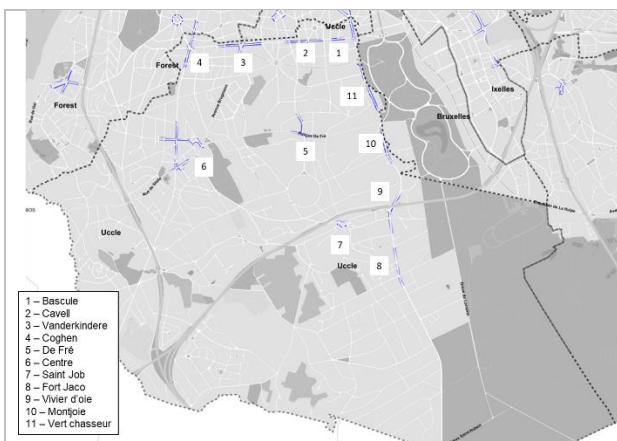 Uccle
Forest
4
3
2
1
Ixelles
Forest
11
Bruxelles
10
5
6
9
Uccle
7
Uccle
8
1 – Bascule
2 – Cavell
3 – Vanderkindere
4 – Coghen
5 – De Fré
6 – Centre
7 – Saint Job
8 – Fort Jaco
9 – Vivier d'oie
10 – Montjoie
11 – Vert chasseur